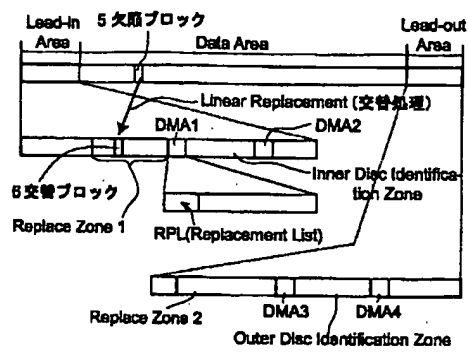 Lead-in
Area
5 欠陥ブロック
Data Area
Lead-out
Area
Linear Replacement (交替処理)
DMA1
DMA2
6交替ブロック
Inner Disc Identifica-
tion Zone
Replace Zone 1
RPL(Replacement List)
Replace Zone 2
DMA3
DMA4
Outer Disc Identification Zone